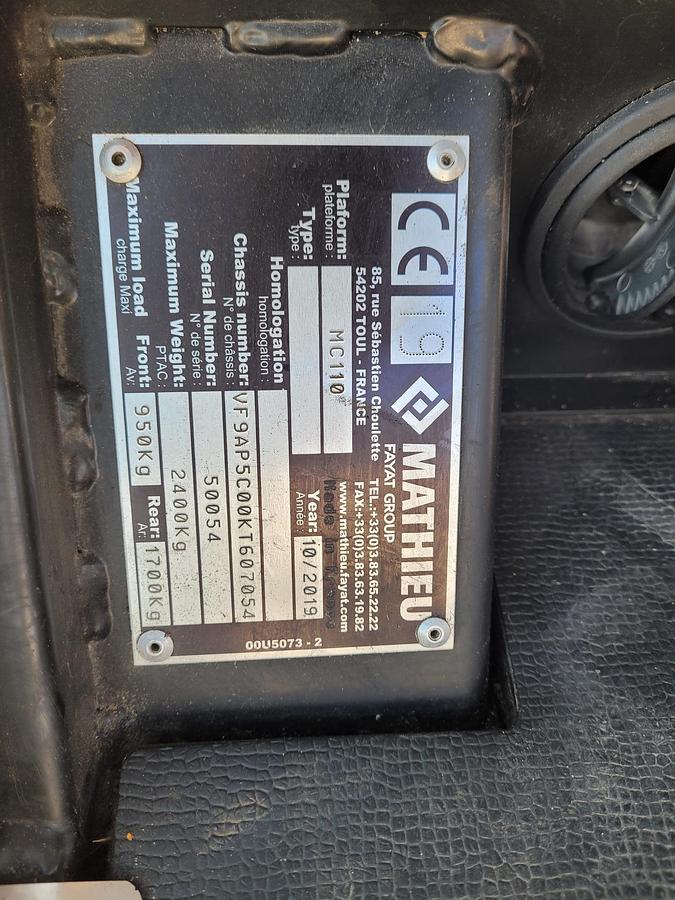 CE 19 MATHIEU
FAYAT GROUP
85, rue Sébastien Choulette TEL.:+33(0)3.83.65.22.22
54202 TOUL - FRANCE FAX:+33(0)3.83.63.19.82
www.mathieu.fayat.com
Made in
Plaform: MC110
plateforme :
Type: Year: 10/2019
type : Année :
Homologation
homologation :
Chassis number: VF9AP5C00KT607054
N° de châssis :
Serial Number: 50054
N° de série :
Maximum Weight: 2400Kg
PTAC :
Maximum load Front: 950Kg Rear: 1700Kg
charge Maxi Av: Ar:
00U5073 - 2